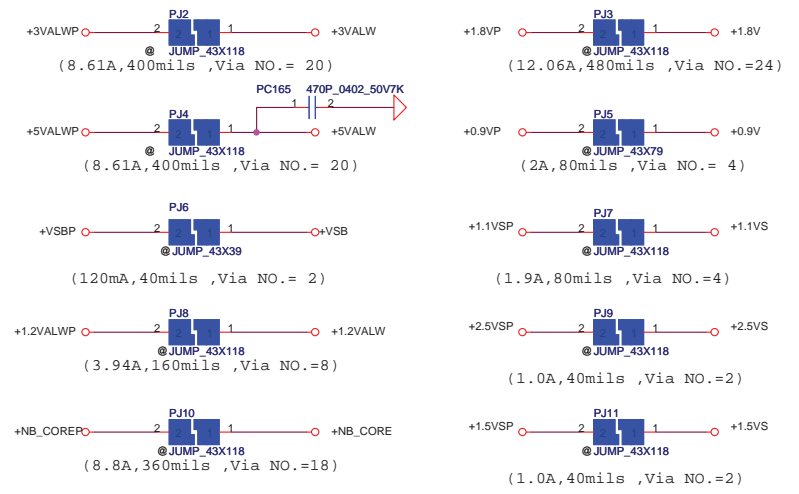 PJ2
+3VALWP 2 2 1 1 +3VALW
@ JUMP_43X118
(8.61A,400mils ,Via NO.= 20)
PC165 470P_0402_50V7K
1 2
PJ4
+5VALWP 2 2 1 1 +5VALW
@ JUMP_43X118
(8.61A,400mils ,Via NO.= 20)
PJ6
+VSBP 2 2 1 1 +VSB
@ JUMP_43X39
(120mA,40mils ,Via NO.= 2)
PJ8
+1.2VALWP 2 2 1 1 +1.2VALW
@ JUMP_43X118
(3.94A,160mils ,Via NO.=8)
PJ10
+NB_COREP 2 2 1 1 +NB_CORE
@ JUMP_43X118
(8.8A,360mils ,Via NO.=18)
PJ3
+1.8VP 2 2 1 1 +1.8V
@ JUMP_43X118
(12.06A,480mils ,Via NO.=24)
PJ5
+0.9VP 2 2 1 1 +0.9V
@ JUMP_43X79
(2A,80mils ,Via NO.= 4)
PJ7
+1.1VSP 2 2 1 1 +1.1VS
@ JUMP_43X118
(1.9A,80mils ,Via NO.=4)
PJ9
+2.5VSP 2 2 1 1 +2.5VS
@ JUMP_43X118
(1.0A,40mils ,Via NO.=2)
PJ11
+1.5VSP 2 2 1 1 +1.5VS
@ JUMP_43X118
(1.0A,40mils ,Via NO.=2)